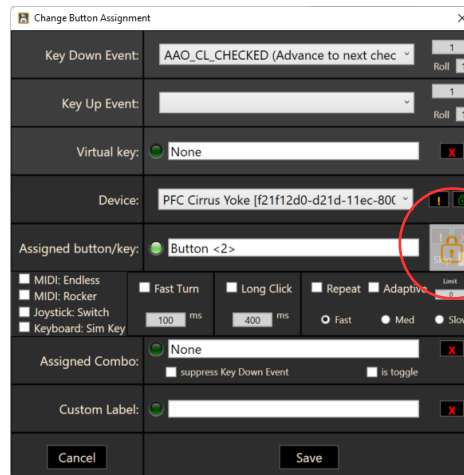 Change Button Assignment
Key Down Event: AAO_CL_CHECKED (Advance to next chec 1
Roll 1
Key Up Event: 1
Roll 1
Virtual key: None X
Device: PFC Cirrus Yoke [f21f12d0-d21d-11ec-800 !
Assigned button/key: Button <2>
MIDI: Endless Fast Turn Long Click Repeat Adaptive Limit
MIDI: Rocker
Joystick: Switch 100 ms 400 ms Fast Med Slow
Keyboard: Sim Key
Assigned Combo: None X
suppress Key Down Event is toggle
Custom Label: X
Cancel Save